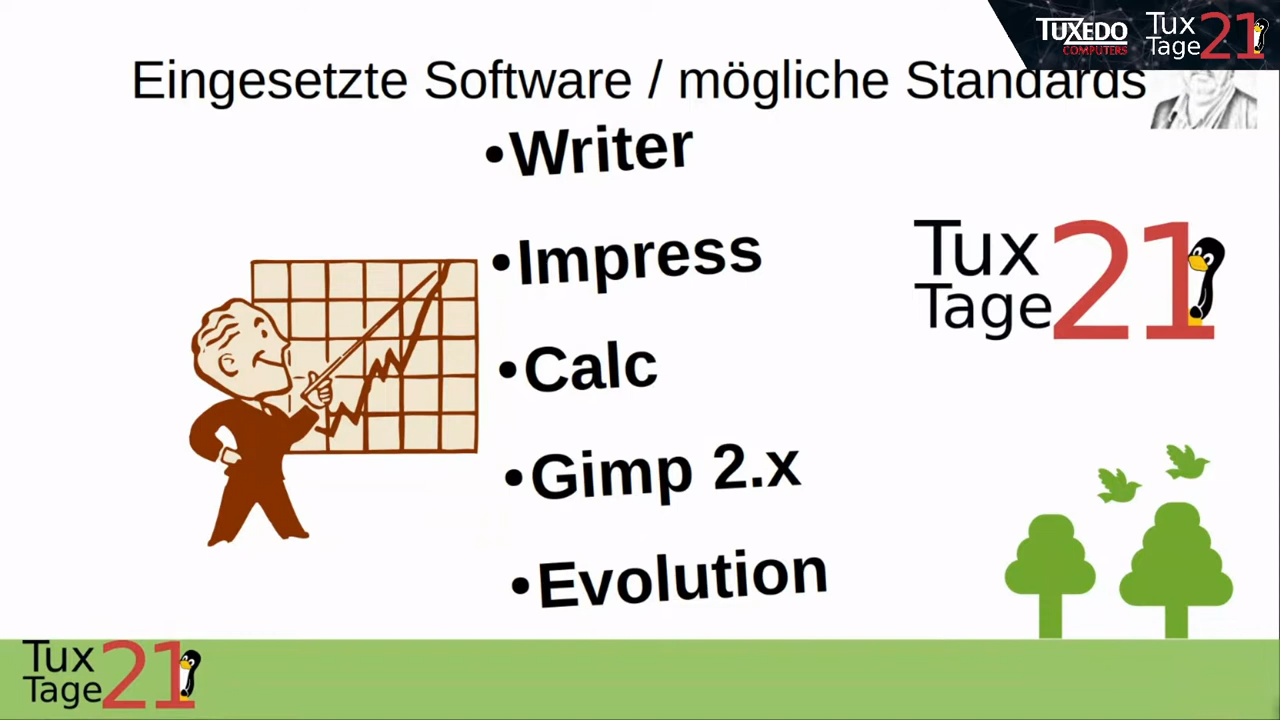 TUXEDO
COMPUTERS
Tux
Tage 21
Eingesetzte Software / mögliche Standards
•Writer
•Impress
•Calc
•Gimp 2.x
•Evolution
Tux
Tage 21
Tux
Tage 21